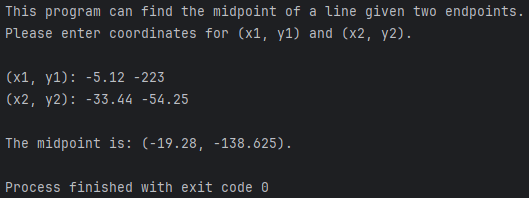 This program can find the midpoint of a line given two endpoints.
Please enter coordinates for (x1, y1) and (x2, y2).
(x1, y1): -5.12 -223
(x2, y2): -33.44 -54.25
The midpoint is: (-19.28, -138.625).
Process finished with exit code 0